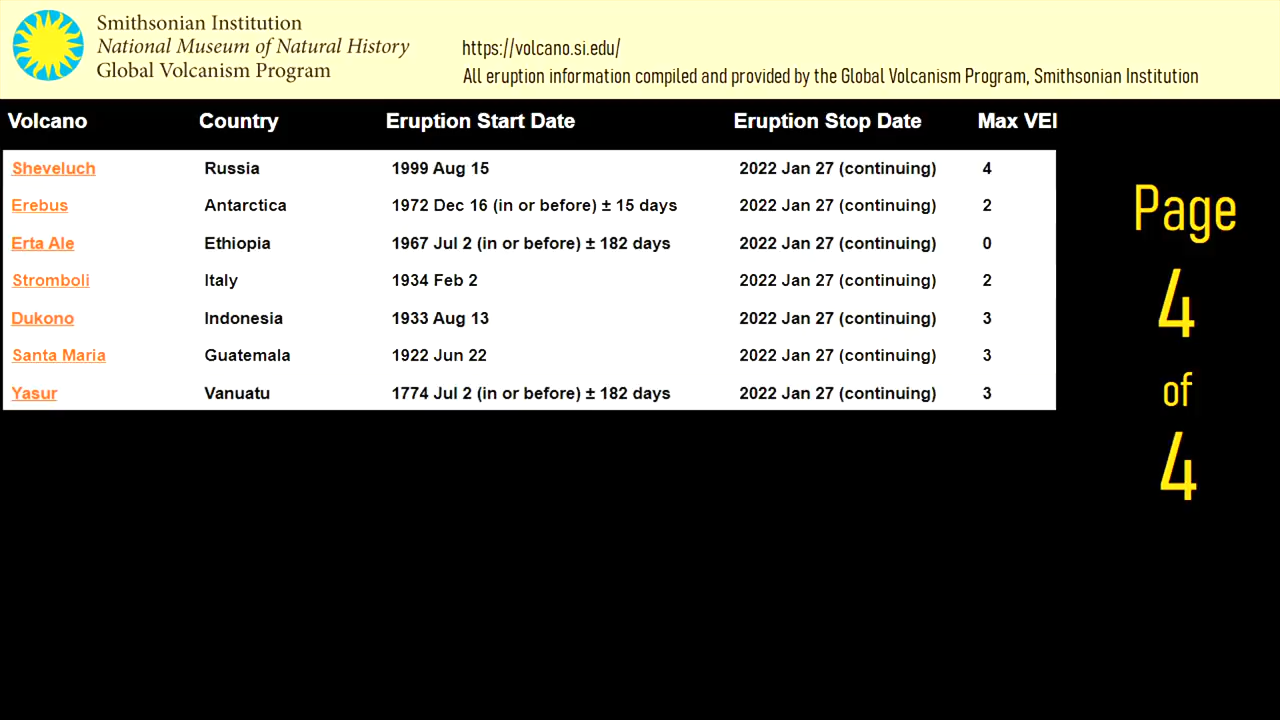 Smithsonian Institution
National Museum of Natural History
Global Volcanism Program
https://volcano.si.edu/
All eruption information compiled and provided by the Global Volcanism Program, Smithsonian Institution
Volcano Country Eruption Start Date Eruption Stop Date Max VEI
Sheveluch Russia 1999 Aug 15 2022 Jan 27 (continuing) 4
Erebus Antarctica 1972 Dec 16 (in or before) ± 15 days 2022 Jan 27 (continuing) 2
Erta Ale Ethiopia 1967 Jul 2 (in or before) ± 182 days 2022 Jan 27 (continuing) 0
Stromboli Italy 1934 Feb 2 2022 Jan 27 (continuing) 2
Dukono Indonesia 1933 Aug 13 2022 Jan 27 (continuing) 3
Santa Maria Guatemala 1922 Jun 22 2022 Jan 27 (continuing) 3
Yasur Vanuatu 1774 Jul 2 (in or before) ± 182 days 2022 Jan 27 (continuing) 3
Page
4
of
4